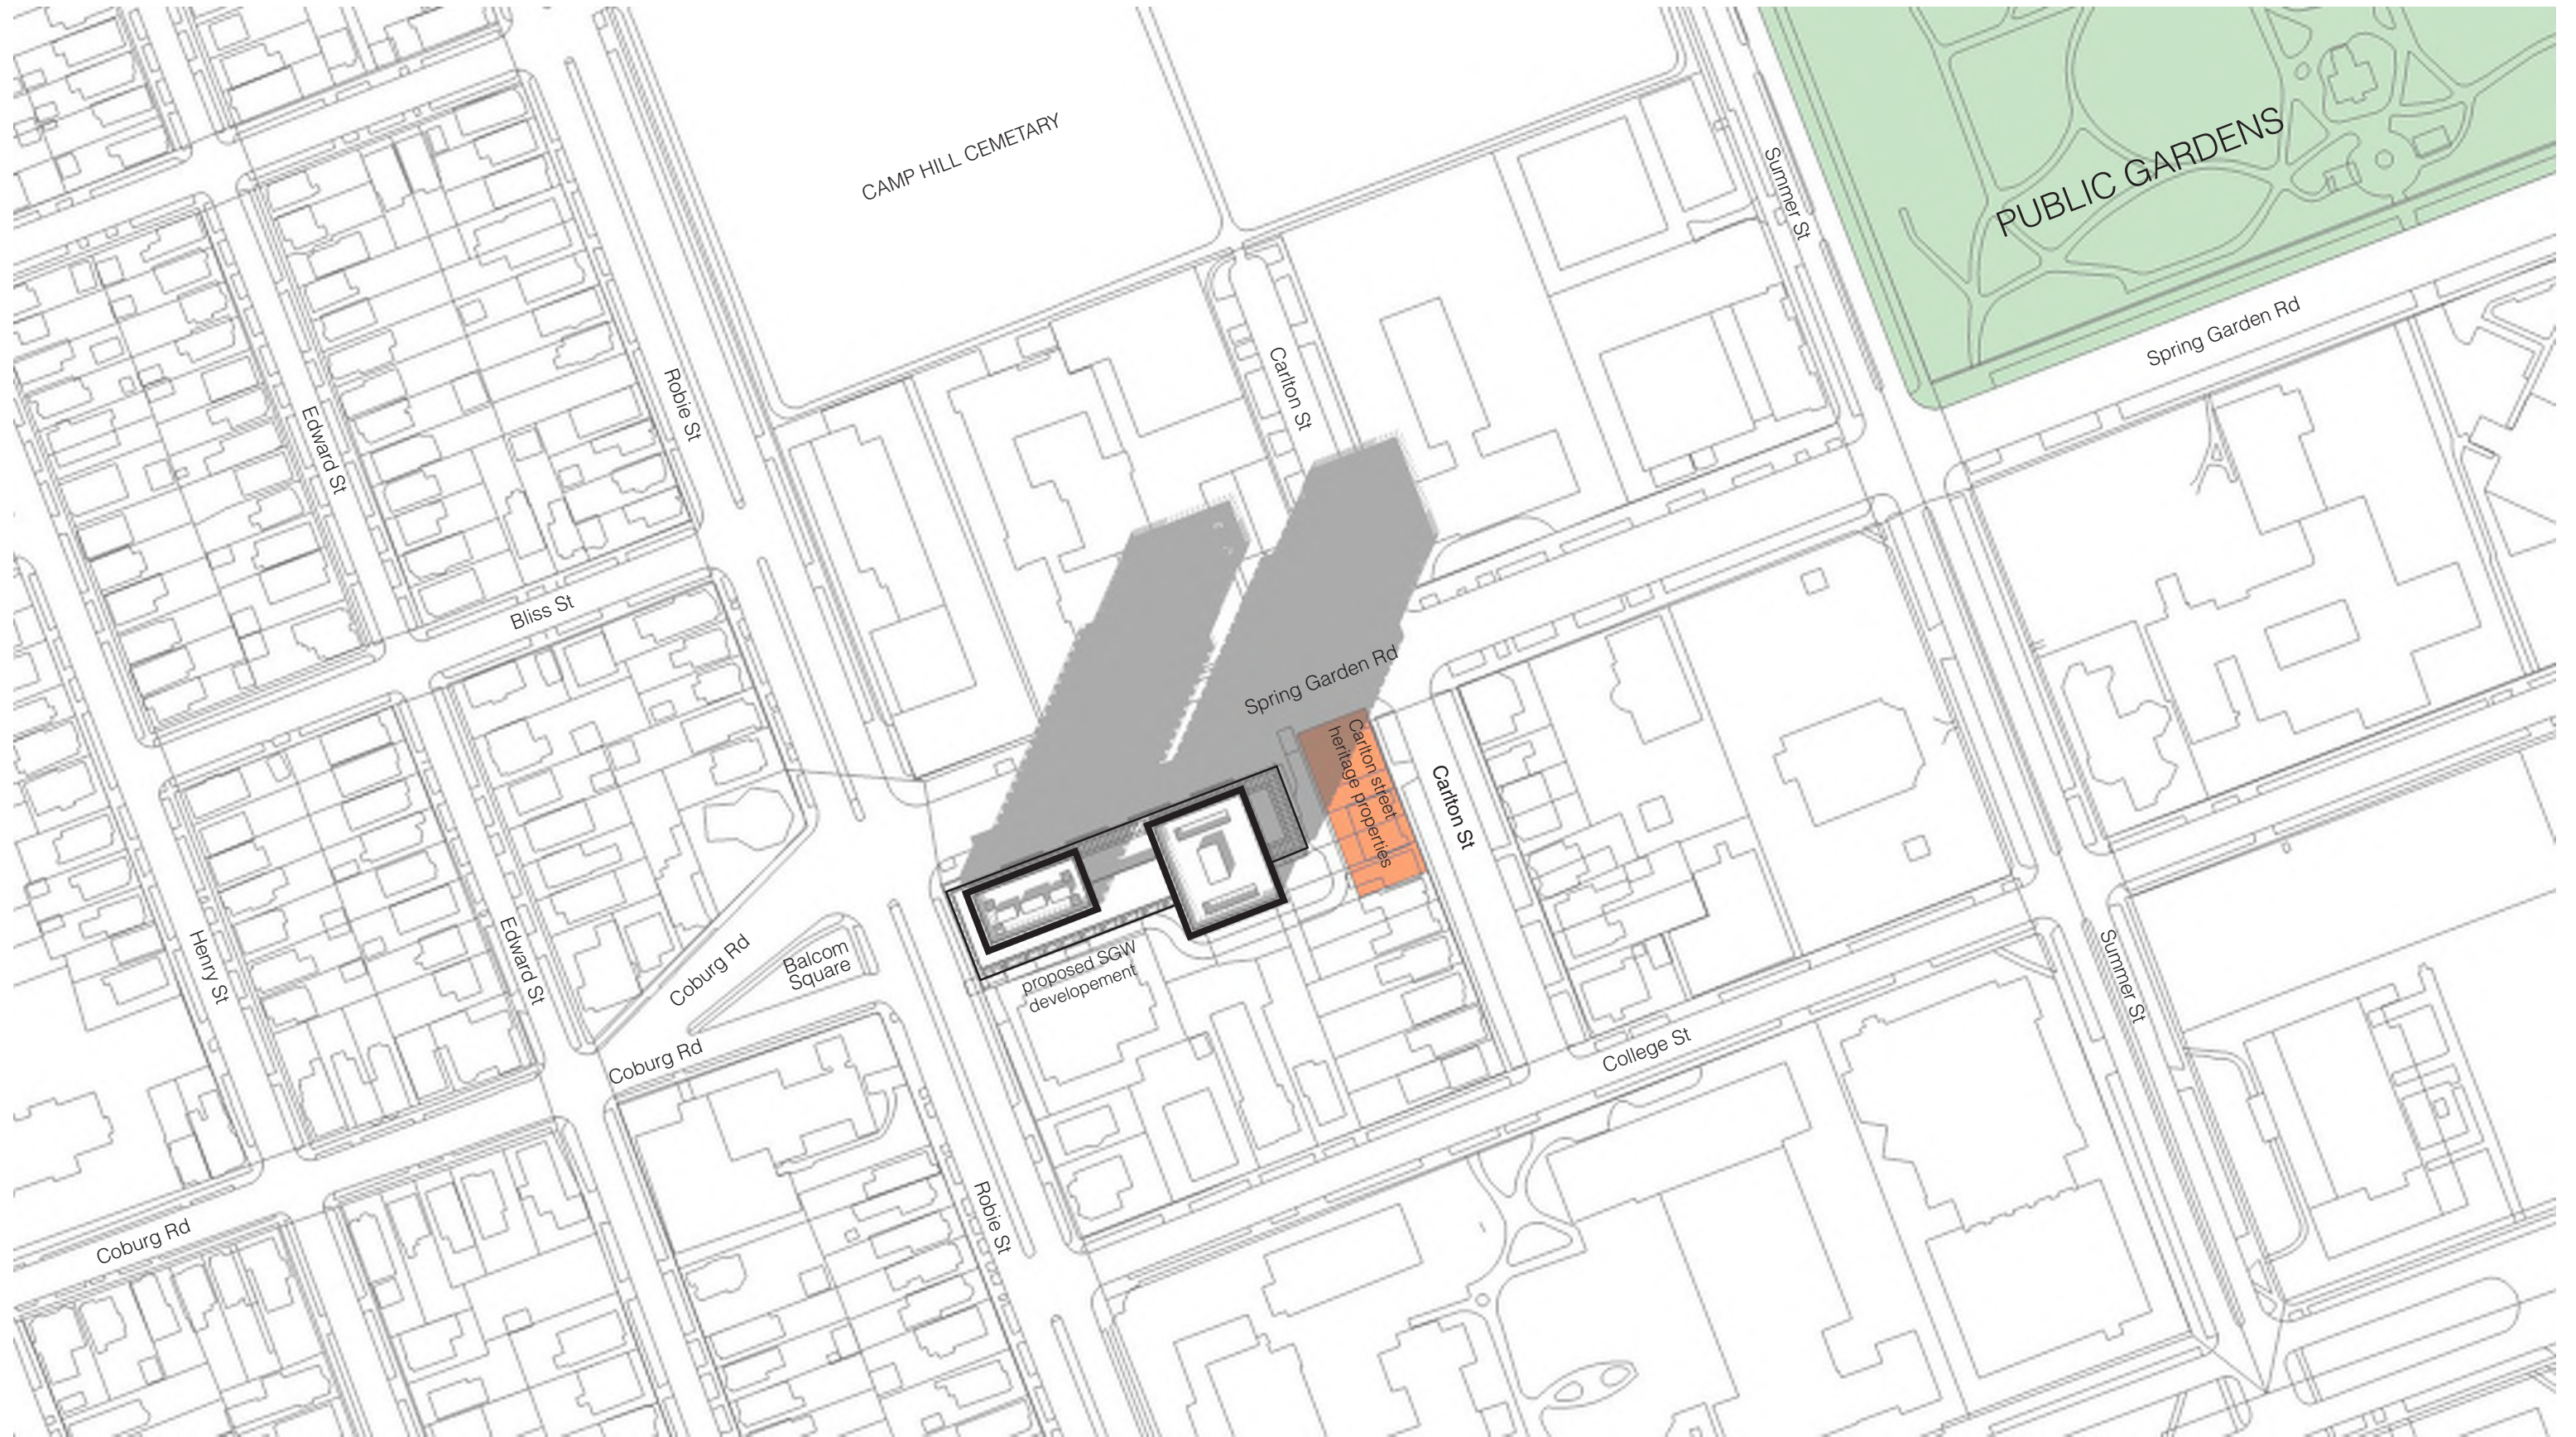 CAMP HILL CEMETARY
PUBLIC GARDENS
Summer St
Spring Garden Rd
Carlton St
Robie St
Edward St
Bliss St
Spring Garden Rd
Carlton street
heritage properties
Carlton St
Henry St
Edward St
Coburg Rd
Balcom
Square
proposed SGW
developement
Summer St
Coburg Rd
College St
Robie St
Coburg Rd